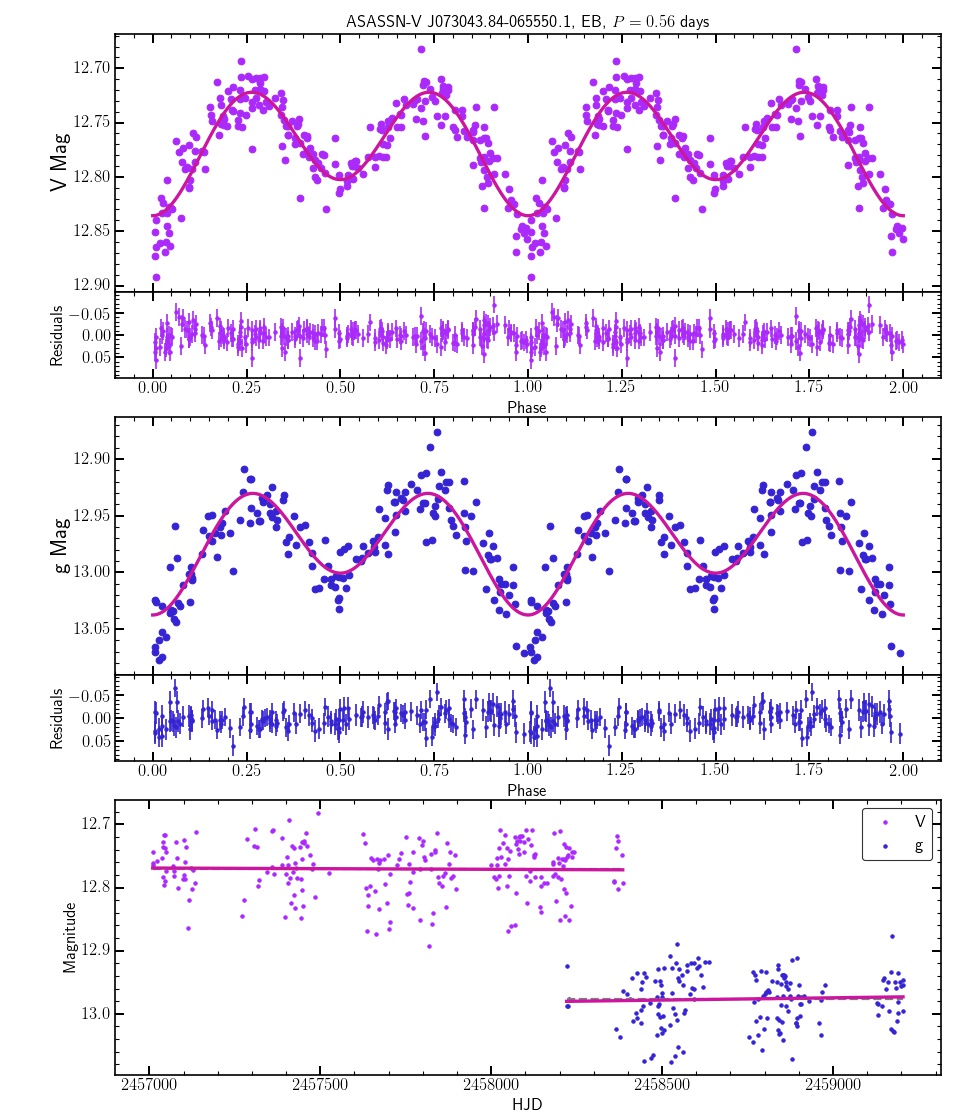 ASASSN-V J073043.84-065550.1, EB, P = 0.56 days
V Mag
12.70
12.75
12.80
12.85
12.90
Residuals
−0.05
0.00
0.05
0.00 0.25 0.50 0.75 1.00 1.25 1.50 1.75 2.00
Phase
g Mag
12.90
12.95
13.00
13.05
Residuals
−0.05
0.00
0.05
0.00 0.25 0.50 0.75 1.00 1.25 1.50 1.75 2.00
Phase
Magnitude
12.7
12.8
12.9
13.0
V
g
2457000 2457500 2458000 2458500 2459000
HJD